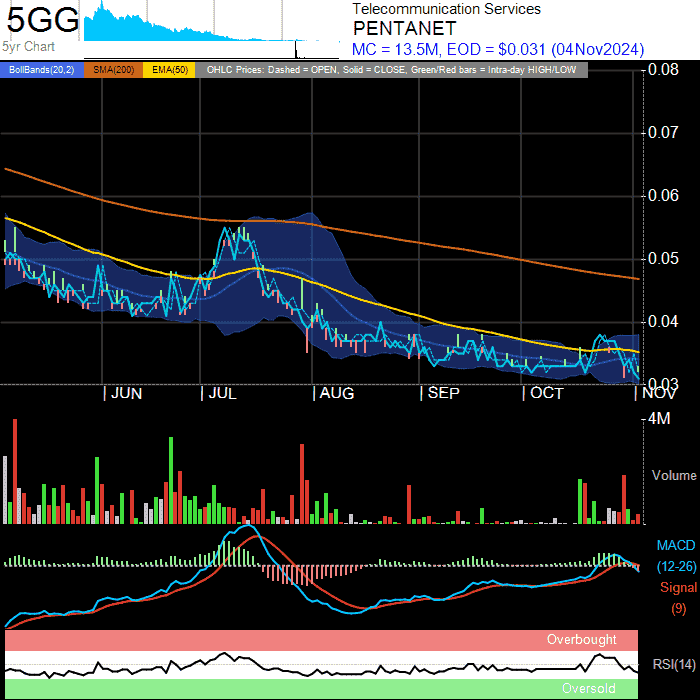 5GG
5yr Chart
Telecommunication Services
PENTANET
MC = 13.5M, EOD = $0.031 (04Nov2024)
BollBands(20,2) SMA(200) EMA(50) OHLC Prices: Dashed = OPEN, Solid = CLOSE, Green/Red bars = Intra-day HIGH/LOW
0.08
0.07
0.06
0.05
0.04
0.03
JUN JUL AUG SEP OCT NOV
4M
Volume
MACD
(12-26)
Signal
(9)
Overbought
RSI(14)
Oversold